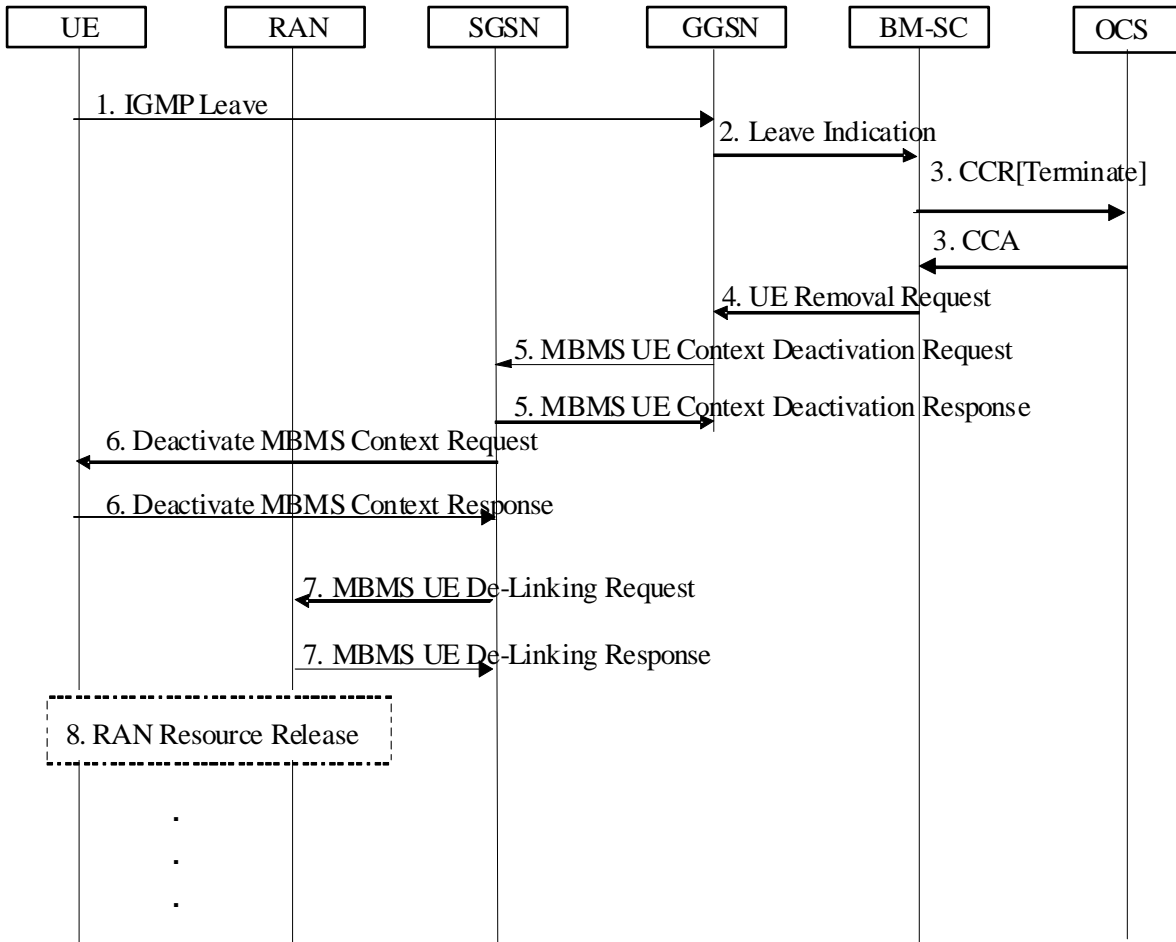 UE RAN SGSN GGSN BM-SC OCS
1. IGMP Leave
2. Leave Indication
3. CCR[Terminate]
3. CCA
4. UE Removal Request
5. MBMS UE Context Deactivation Request
5. MBMS UE Context Deactivation Response
6. Deactivate MBMS Context Request
6. Deactivate MBMS Context Response
7. MBMS UE De-Linking Request
7. MBMS UE De-Linking Response
8. RAN Resource Release